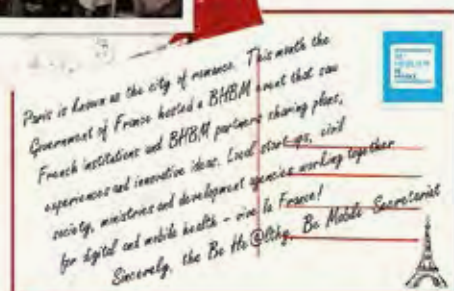 Paris is known as the city of romance. This month the
Government of France hosted a BHBM event that saw
French institutions and BHBM partners sharing plans,
experiences and innovative ideas. Local start-ups, civil
society, ministries and development agencies working together
for digital and mobile health - vive la France!
Sincerely, the Be He@lthy, Be Mobile Secretariat